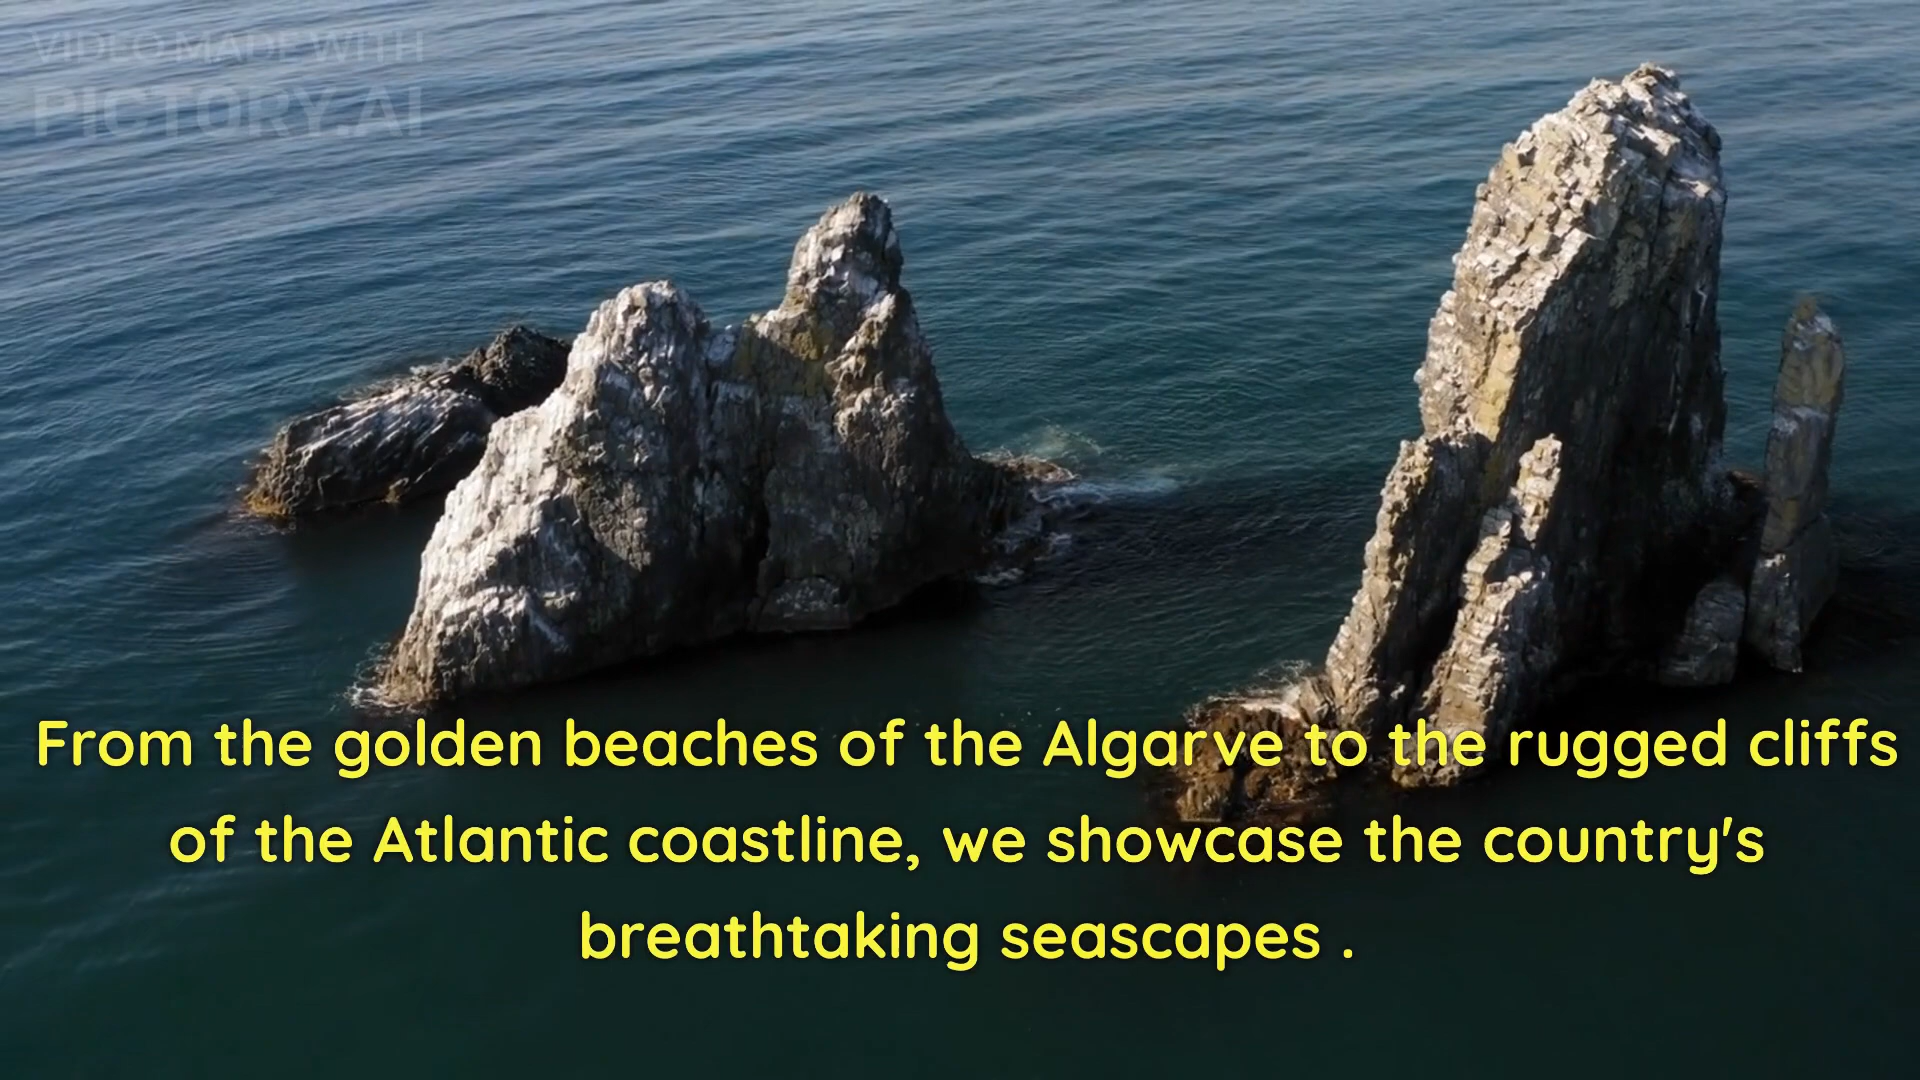 VIDEO MADE WITH
PICTORY.AI
From the golden beaches of the Algarve to the rugged cliffs
of the Atlantic coastline, we showcase the country's
breathtaking seascapes .